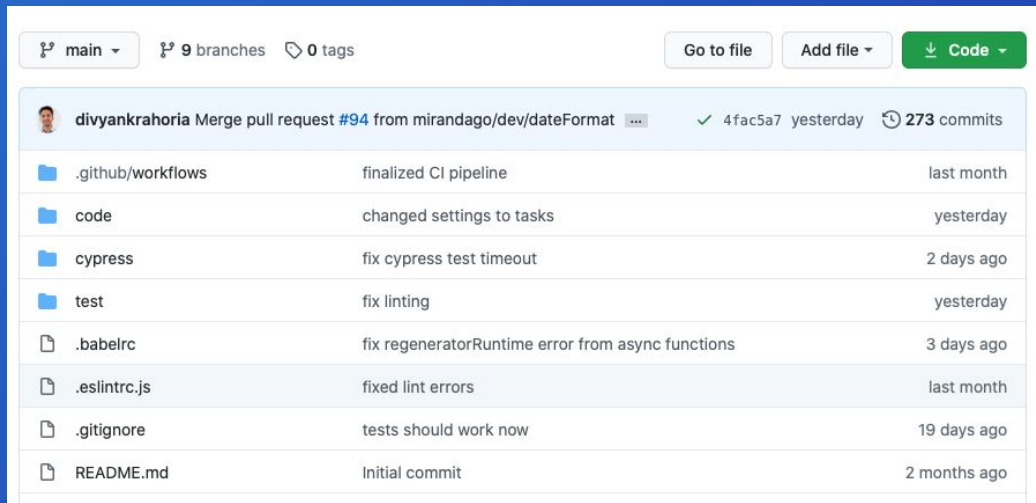 main 9 branches 0 tags Go to file Add file Code
divyankrahoria Merge pull request #94 from mirandago/dev/dateFormat ... 4fac5a7 yesterday 273 commits
.github/workflows finalized CI pipeline last month
code changed settings to tasks yesterday
cypress fix cypress test timeout 2 days ago
test fix linting yesterday
.babelrc fix regeneratorRuntime error from async functions 3 days ago
.eslintrc.js fixed lint errors last month
.gitignore tests should work now 19 days ago
README.md Initial commit 2 months ago